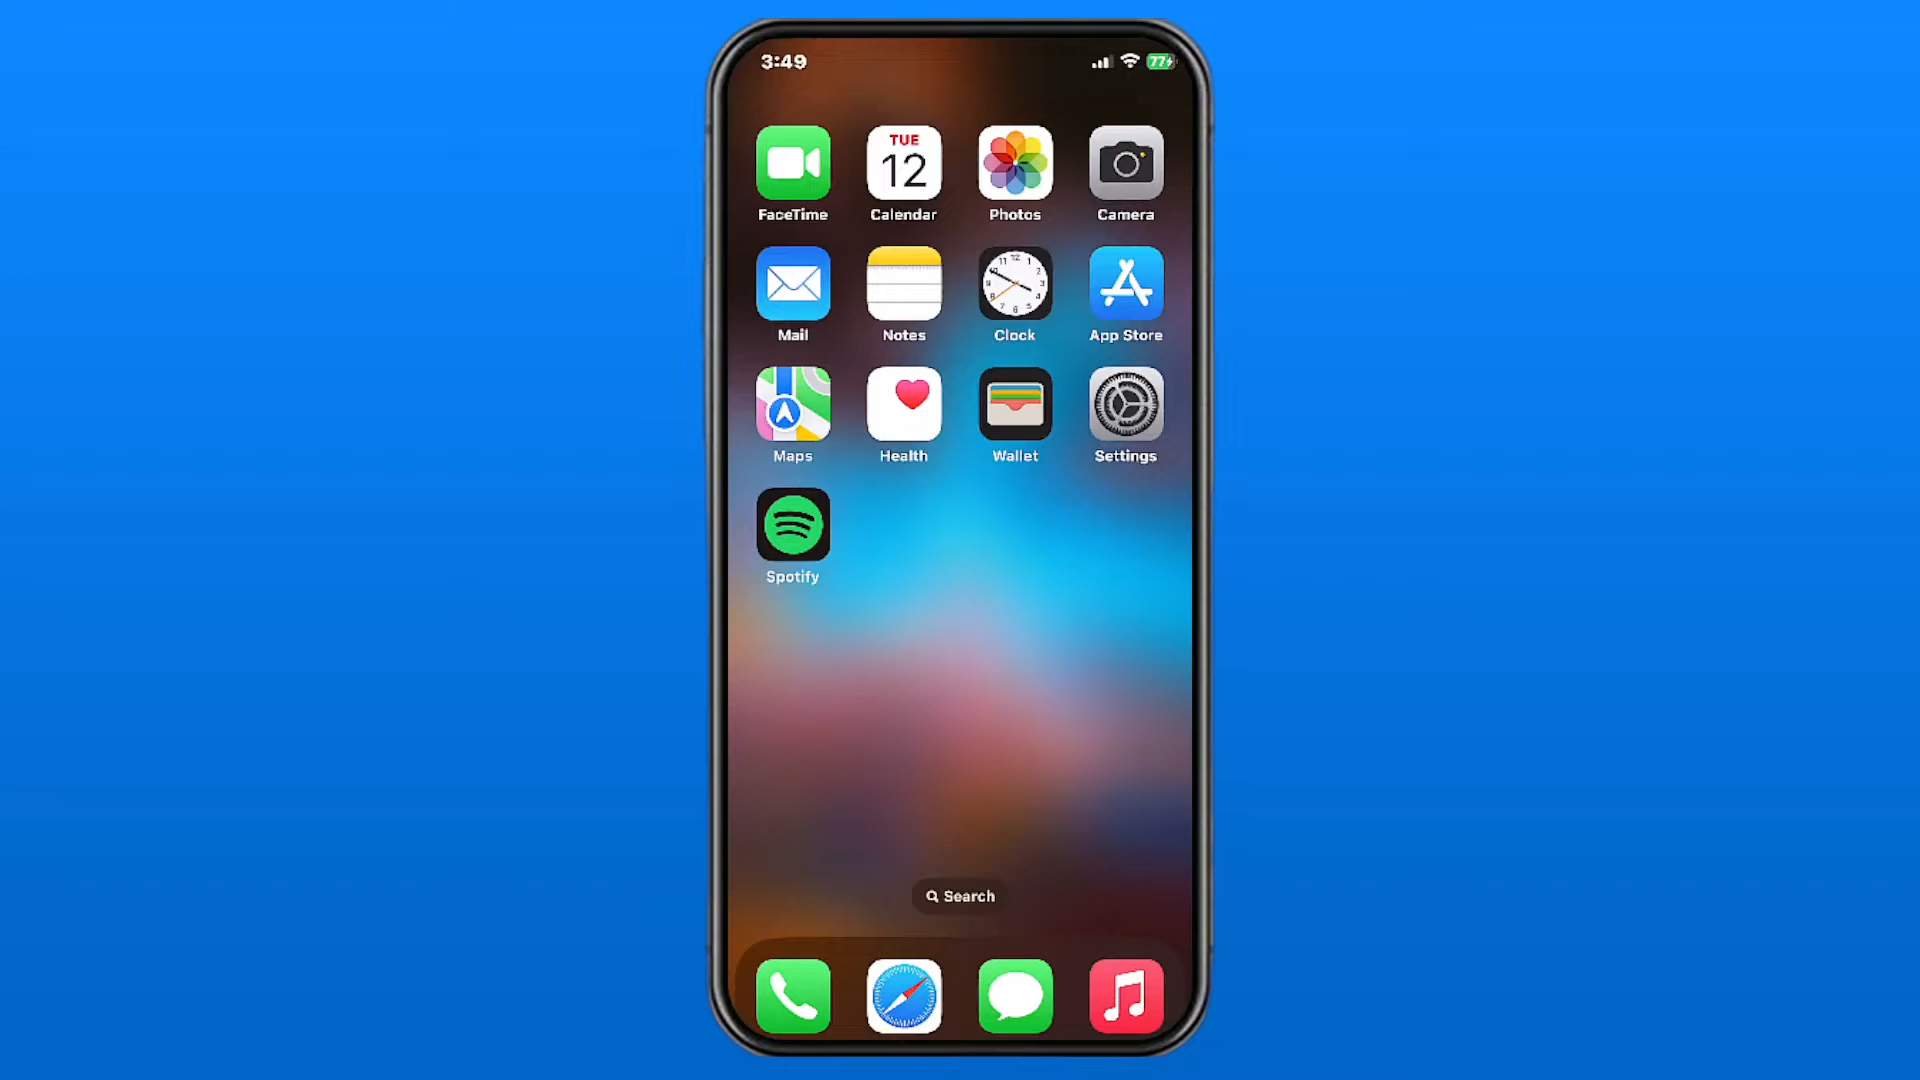 3:49
77
TUE
12
FaceTime
Calendar
Photos
Camera
Mail
Notes
Clock
App Store
Maps
Health
Wallet
Settings
Spotify
Search